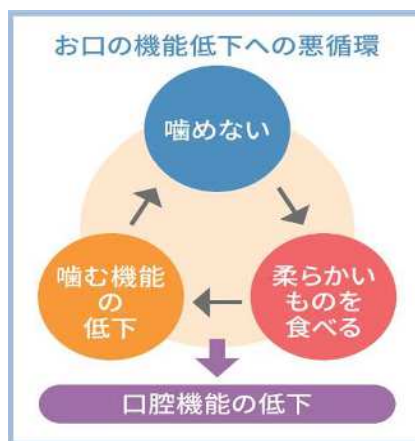 お口の機能低下への悪循環
噛めない
柔らかい
ものを
食べる
噛む機能
の
低下
口腔機能の低下